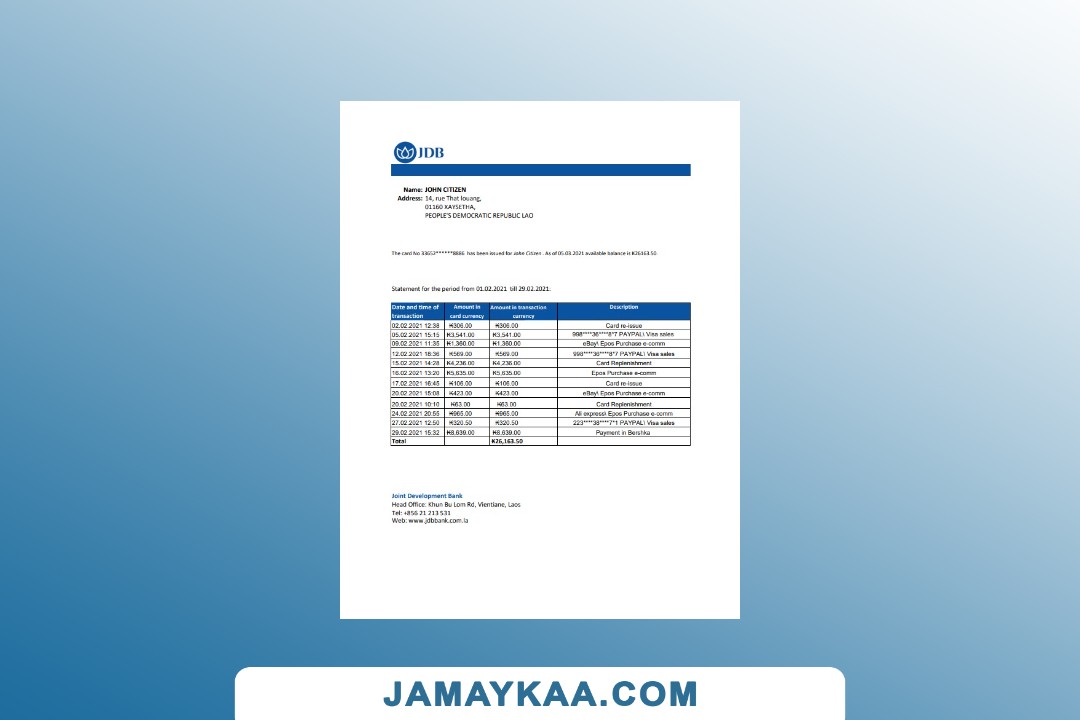 JDB
Name: JOHN CITIZEN
Address: 14, rue That louang,
01160 XAYSETHA,
PEOPLE'S DEMOCRATIC REPUBLIC LAO
The card No 33652******8886 has been issued for John Citizen . As of 05.03.2021 available balance is ₭26363.50
Statement for the period from 01.02.2021 till 29.02.2021:
Date and time of transaction Amount in card currency Amount in transaction currency Description
02.02.2021 12:38 ₭306.00 ₭306.00 Card re-issue
05.02.2021 15:15 ₭3,541.00 ₭3,541.00 998****36****8*7 PAYPAL\ Visa sales
09.02.2021 11:35 ₭1,360.00 ₭1,360.00 eBay\ Epos Purchase e-comm
12.02.2021 18:36 ₭569.00 ₭569.00 998****36****8*7 PAYPAL\ Visa sales
15.02.2021 14:28 ₭4,236.00 ₭4,236.00 Card Replenishment
16.02.2021 13:20 ₭5,635.00 ₭5,635.00 Epos Purchase e-comm
17.02.2021 16:45 ₭106.00 ₭106.00 Card re-issue
20.02.2021 15:08 ₭423.00 ₭423.00 eBay\ Epos Purchase e-comm
20.02.2021 10:10 ₭63.00 ₭63.00 Card Replenishment
24.02.2021 20:55 ₭965.00 ₭965.00 Ali express\ Epos Purchase e-comm
27.02.2021 12:50 ₭320.50 ₭320.50 223****38****7*1 PAYPAL\ Visa sales
29.02.2021 15:32 ₭8,639.00 ₭8,639.00 Payment in Bershka
Total ₭26,163.50
Joint Development Bank
Head Office: Khun Bu Lom Rd, Vientiane, Laos
Tel: +856 21 213 531
Web: www.jdbbank.com.la
JAMAYKAA.COM